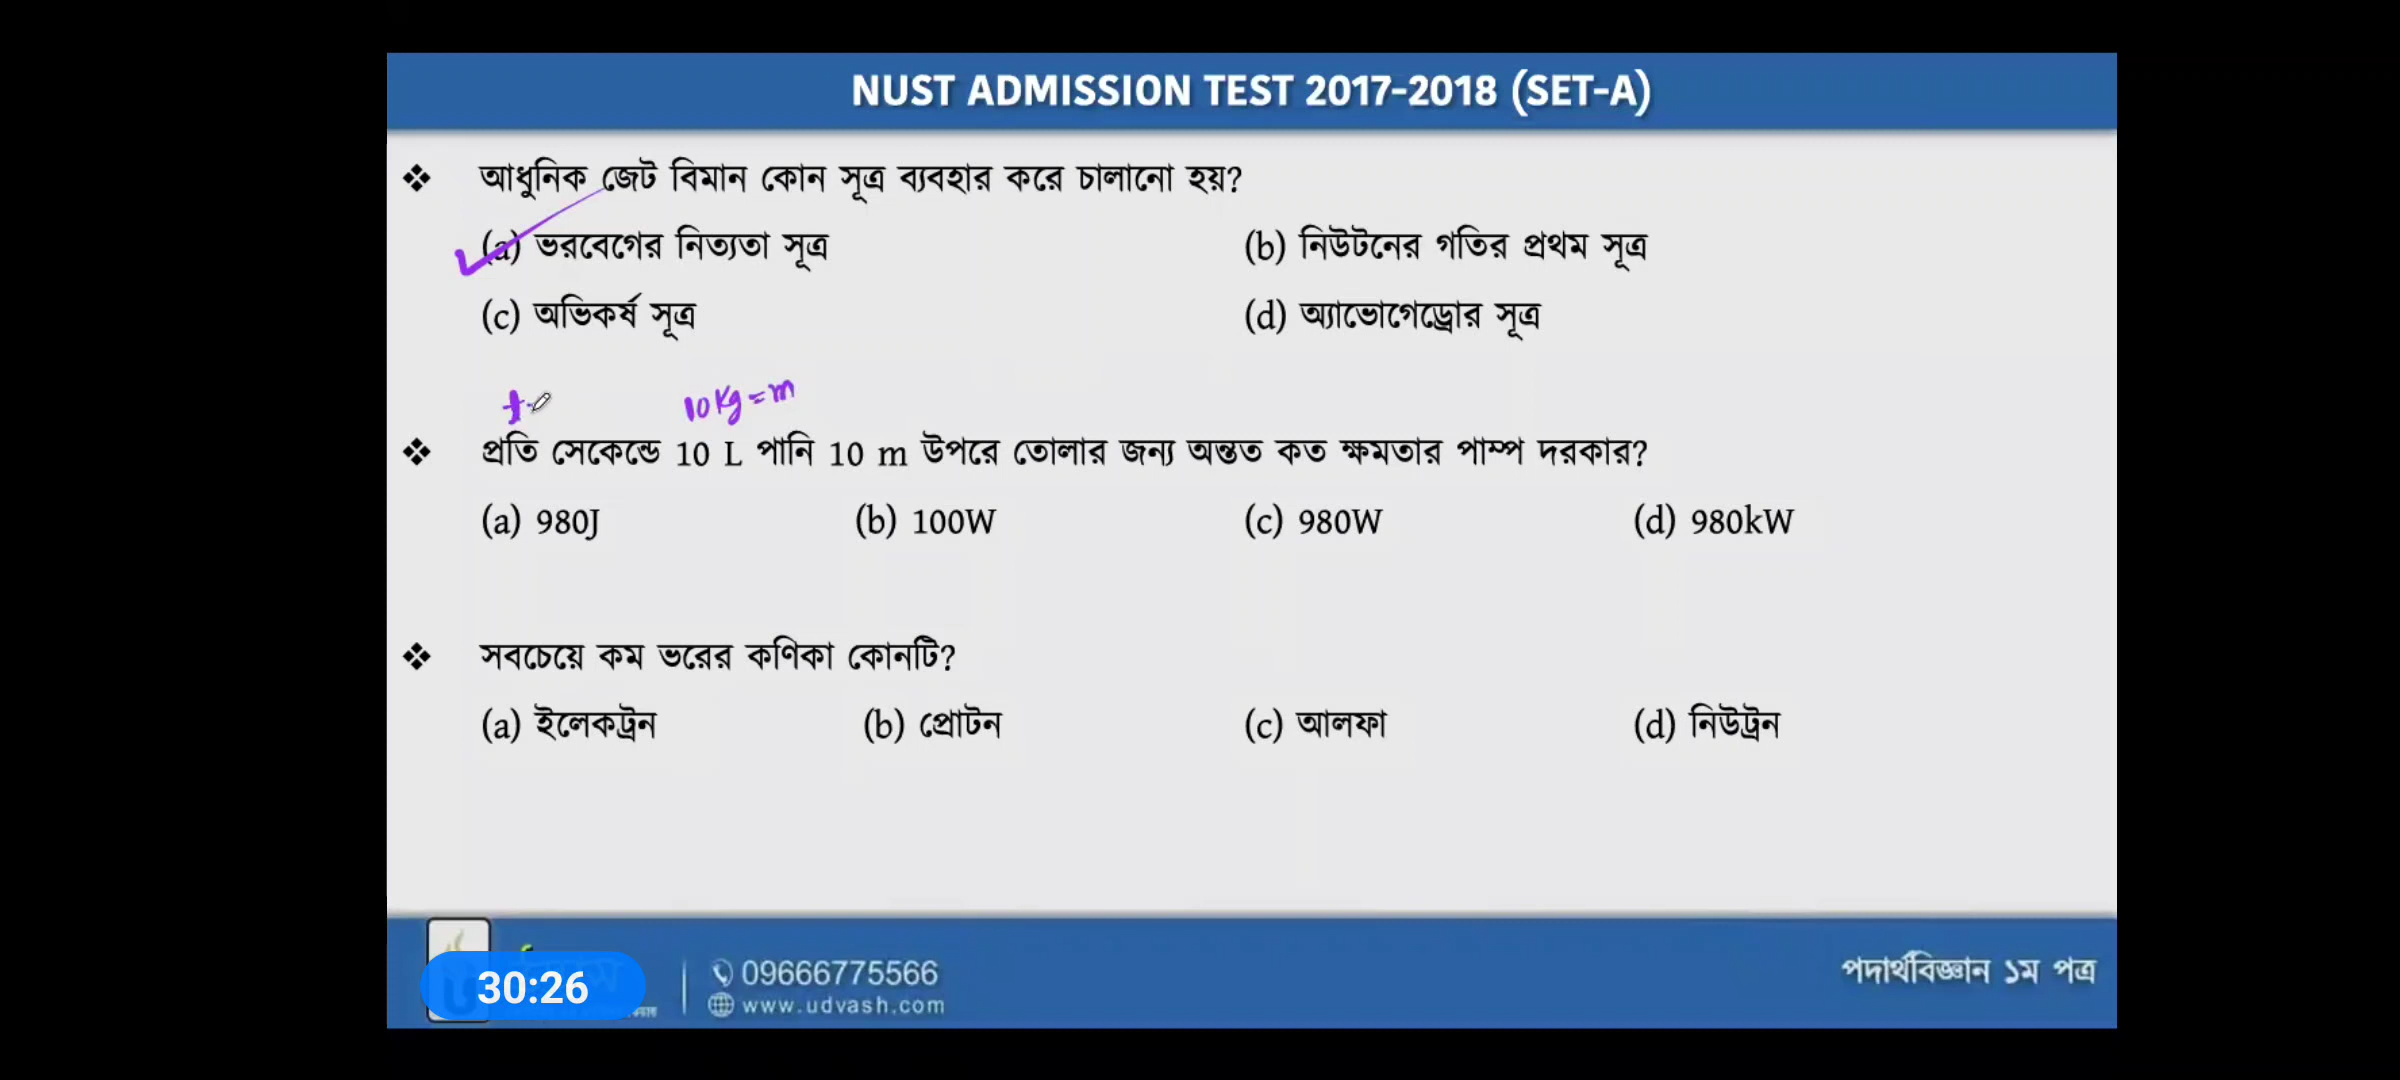 NUST ADMISSION TEST 2017-2018 (SET-A)
❖ আধুনিক জেট বিমান কোন সূত্র ব্যবহার করে চালানো হয়?
(a) ভরবেগের নিত্যতা সূত্র (b) নিউটনের গতির প্রথম সূত্র
(c) অভিকর্ষ সূত্র (d) অ্যাভোগেড্রোর সূত্র
10 Kg = m
❖ প্রতি সেকেন্ডে 10 L পানি 10 m উপরে তোলার জন্য অন্তত কত ক্ষমতার পাম্প দরকার?
(a) 980J (b) 100W (c) 980W (d) 980kW
❖ সবচেয়ে কম ভরের কণিকা কোনটি?
(a) ইলেকট্রন (b) প্রোটন (c) আলফা (d) নিউট্রন
30:26
09666775566
www.udvash.com
পদার্থবিজ্ঞান ১ম পত্র